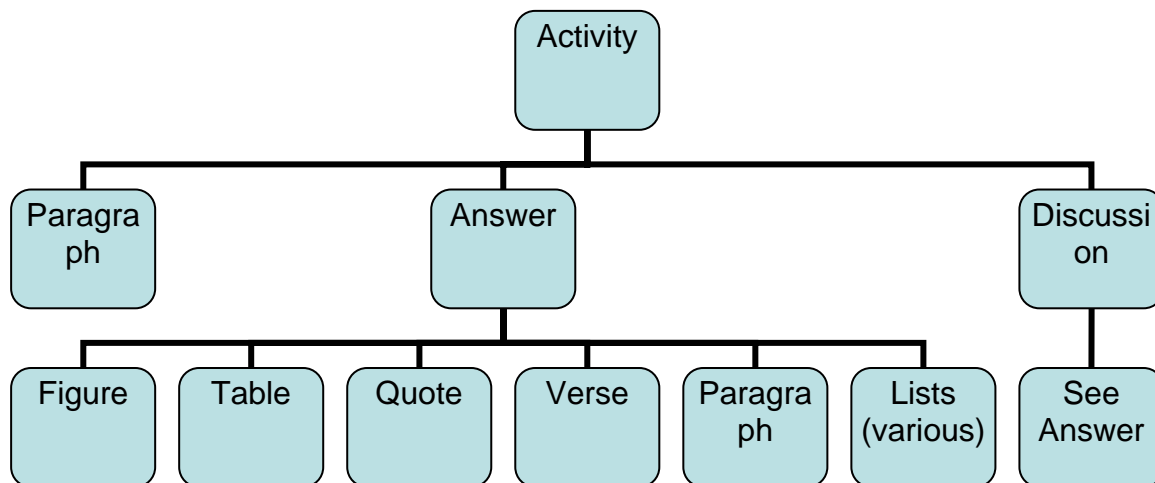 Activity
Paragra
ph
Answer
Discussi
on
Figure
Table
Quote
Verse
Paragra
ph
Lists
(various)
See
Answer